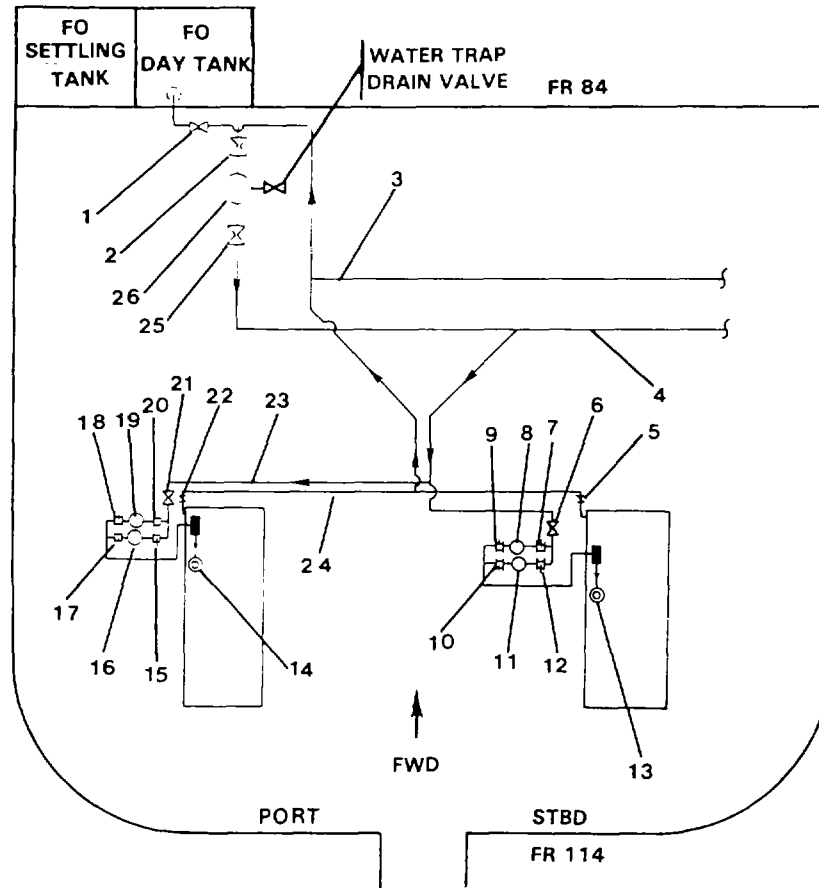 FO
SETTLING
TANK
FO
DAY TANK
WATER TRAP
DRAIN VALVE
FR 84
1
2
3
26
25
4
21
22
23
20
19
18
6
7
8
9
5
24
17
16
15
14
10
11
12
13
FWD
PORT
STBD
FR 114